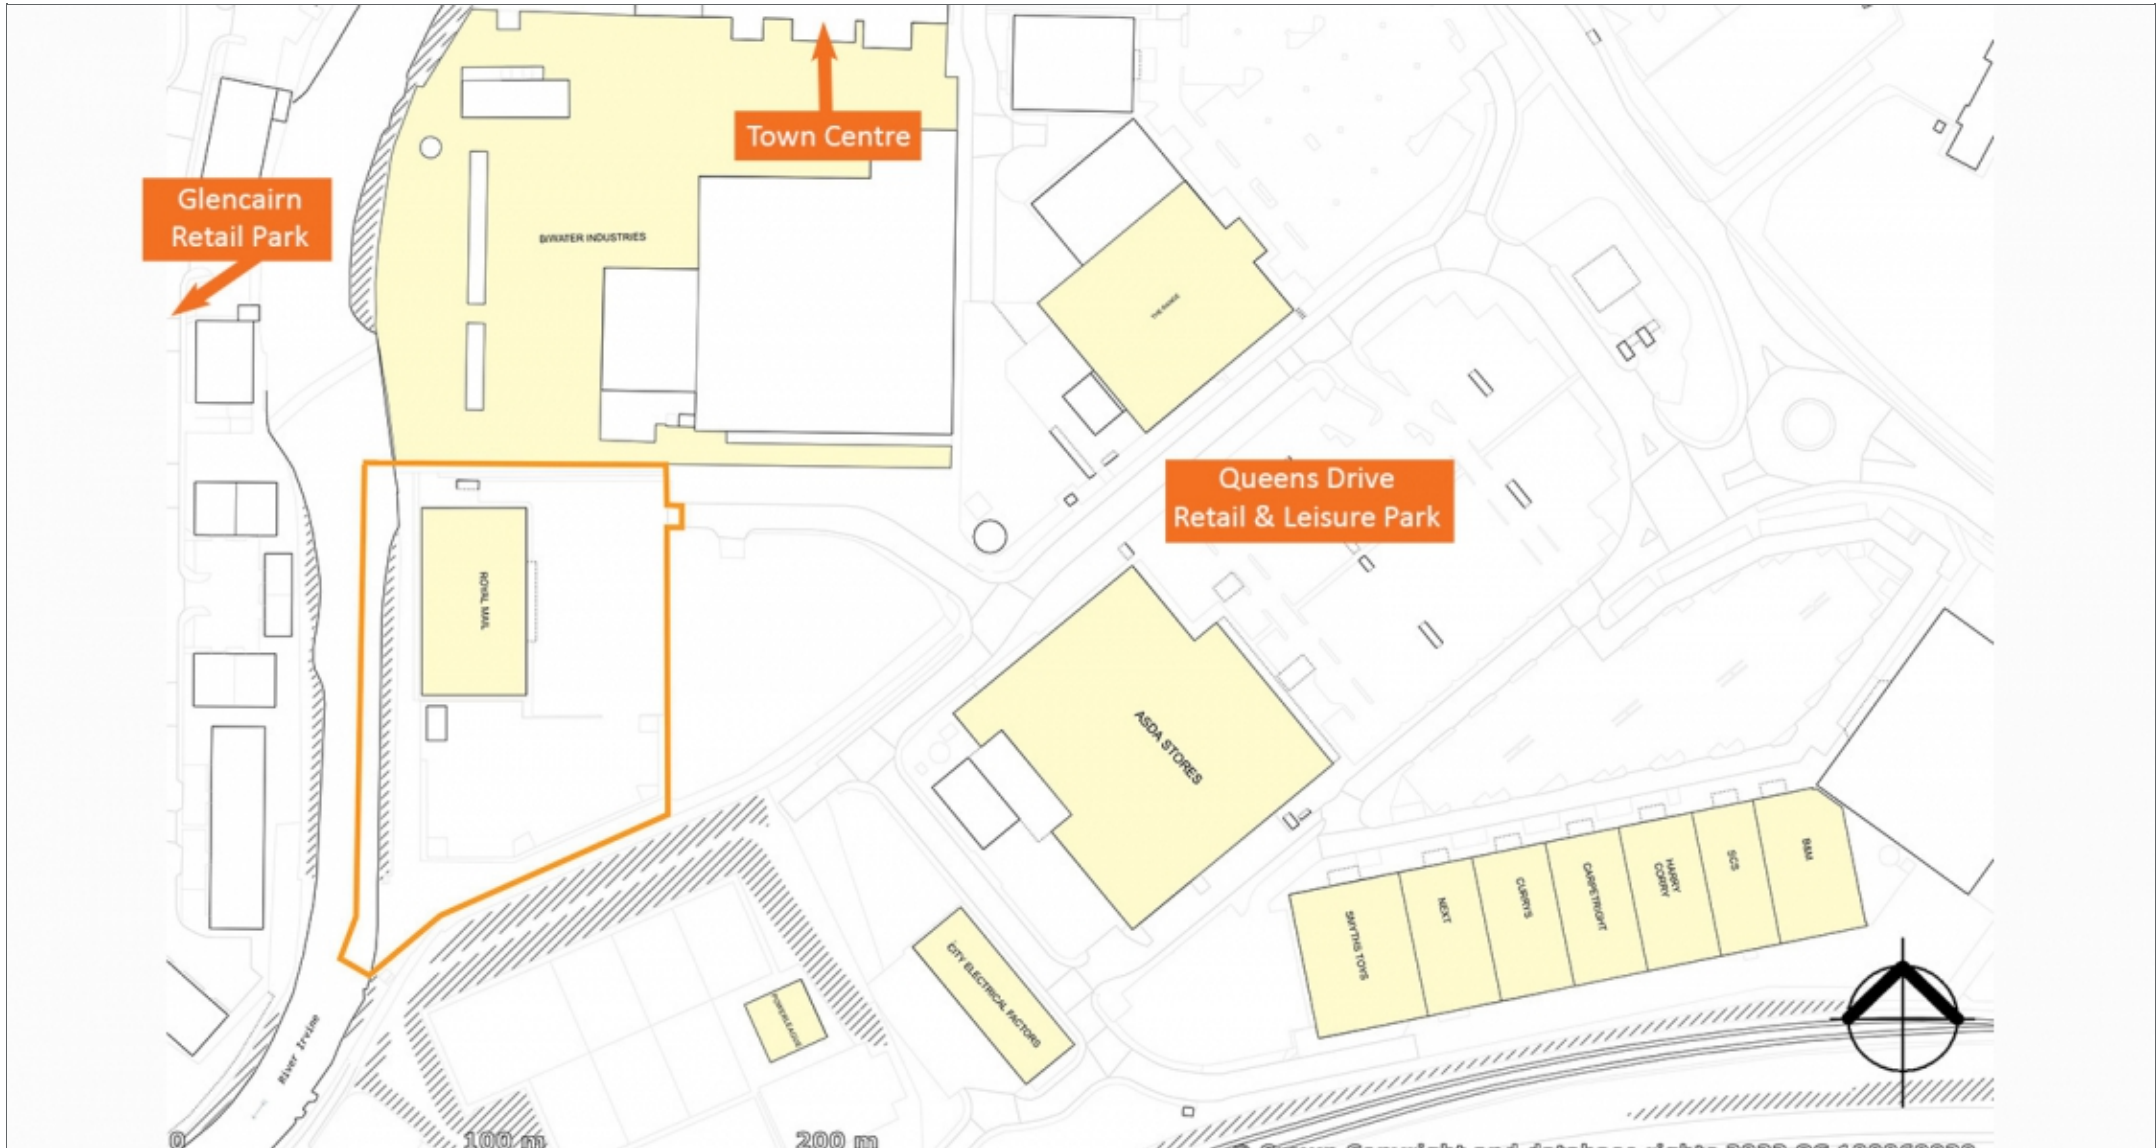 Town Centre
Glencairn
Retail Park
BIWATER INDUSTRIES
THE RANGE
Queens Drive
Retail & Leisure Park
ROYAL MAIL
ASDA STORES
SMYTHS TOYS
NEXT
CURRYS
CARPETRIGHT
HARRY
CORRY
SCS
B&M
CITY ELECTRICAL FACTORS
POWERLEAGUE
River Irvine
0
100 m
200 m